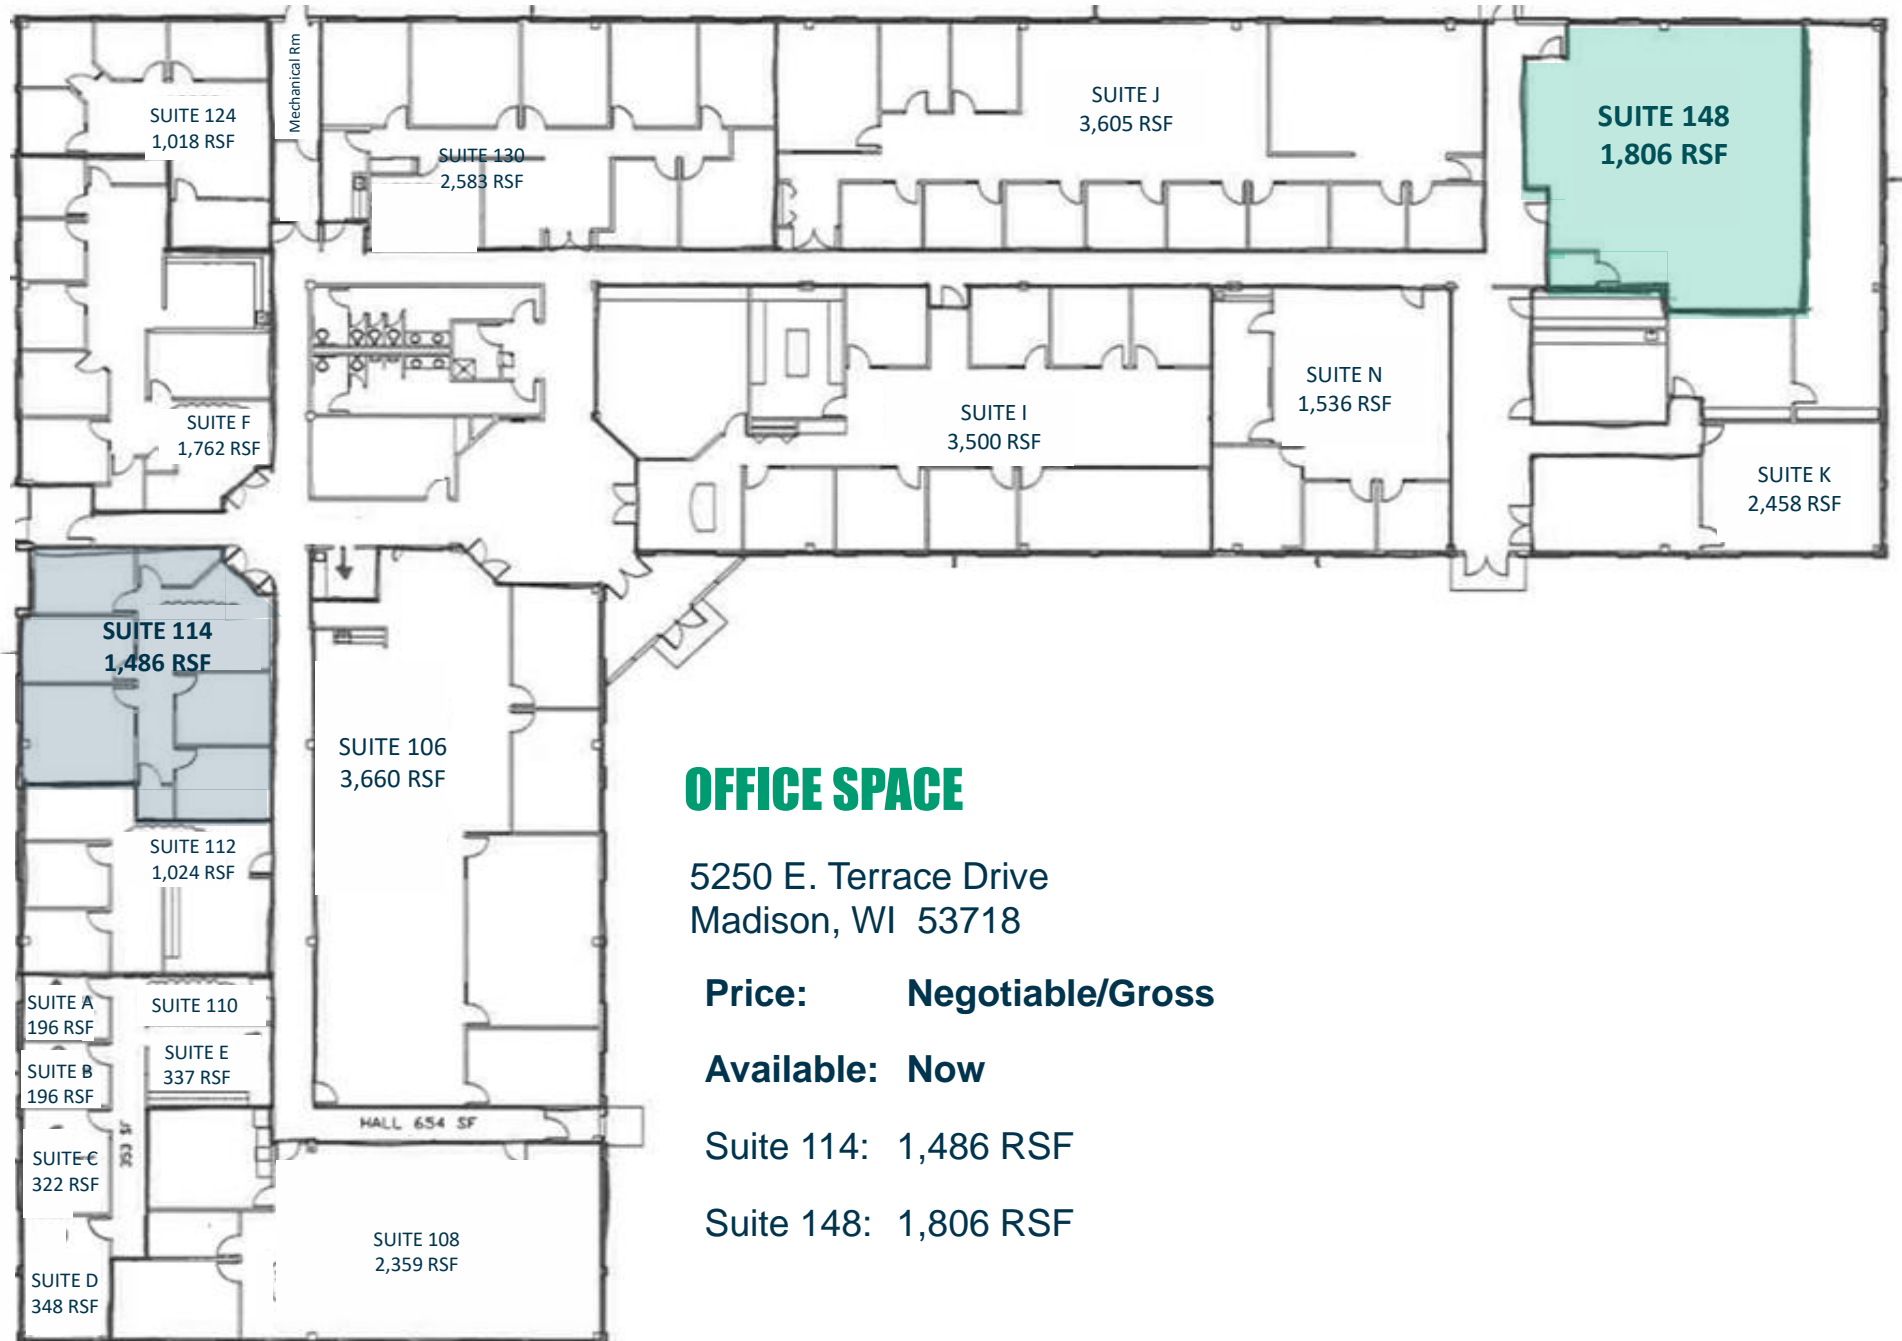 Mechanical Rm
SUITE 124
1,018 RSF
SUITE 130
2,583 RSF
SUITE J
3,605 RSF
SUITE 148
1,806 RSF
SUITE F
1,762 RSF
SUITE I
3,500 RSF
SUITE N
1,536 RSF
SUITE K
2,458 RSF
SUITE 114
1,486 RSF
SUITE 106
3,660 RSF
SUITE 112
1,024 RSF
SUITE A
196 RSF
SUITE 110
SUITE B
196 RSF
SUITE E
337 RSF
SUITE C
322 RSF
353 SF
HALL 654 SF
SUITE D
348 RSF
SUITE 108
2,359 RSF
OFFICE SPACE
5250 E. Terrace Drive
Madison, WI 53718
Price: Negotiable/Gross
Available: Now
Suite 114: 1,486 RSF
Suite 148: 1,806 RSF